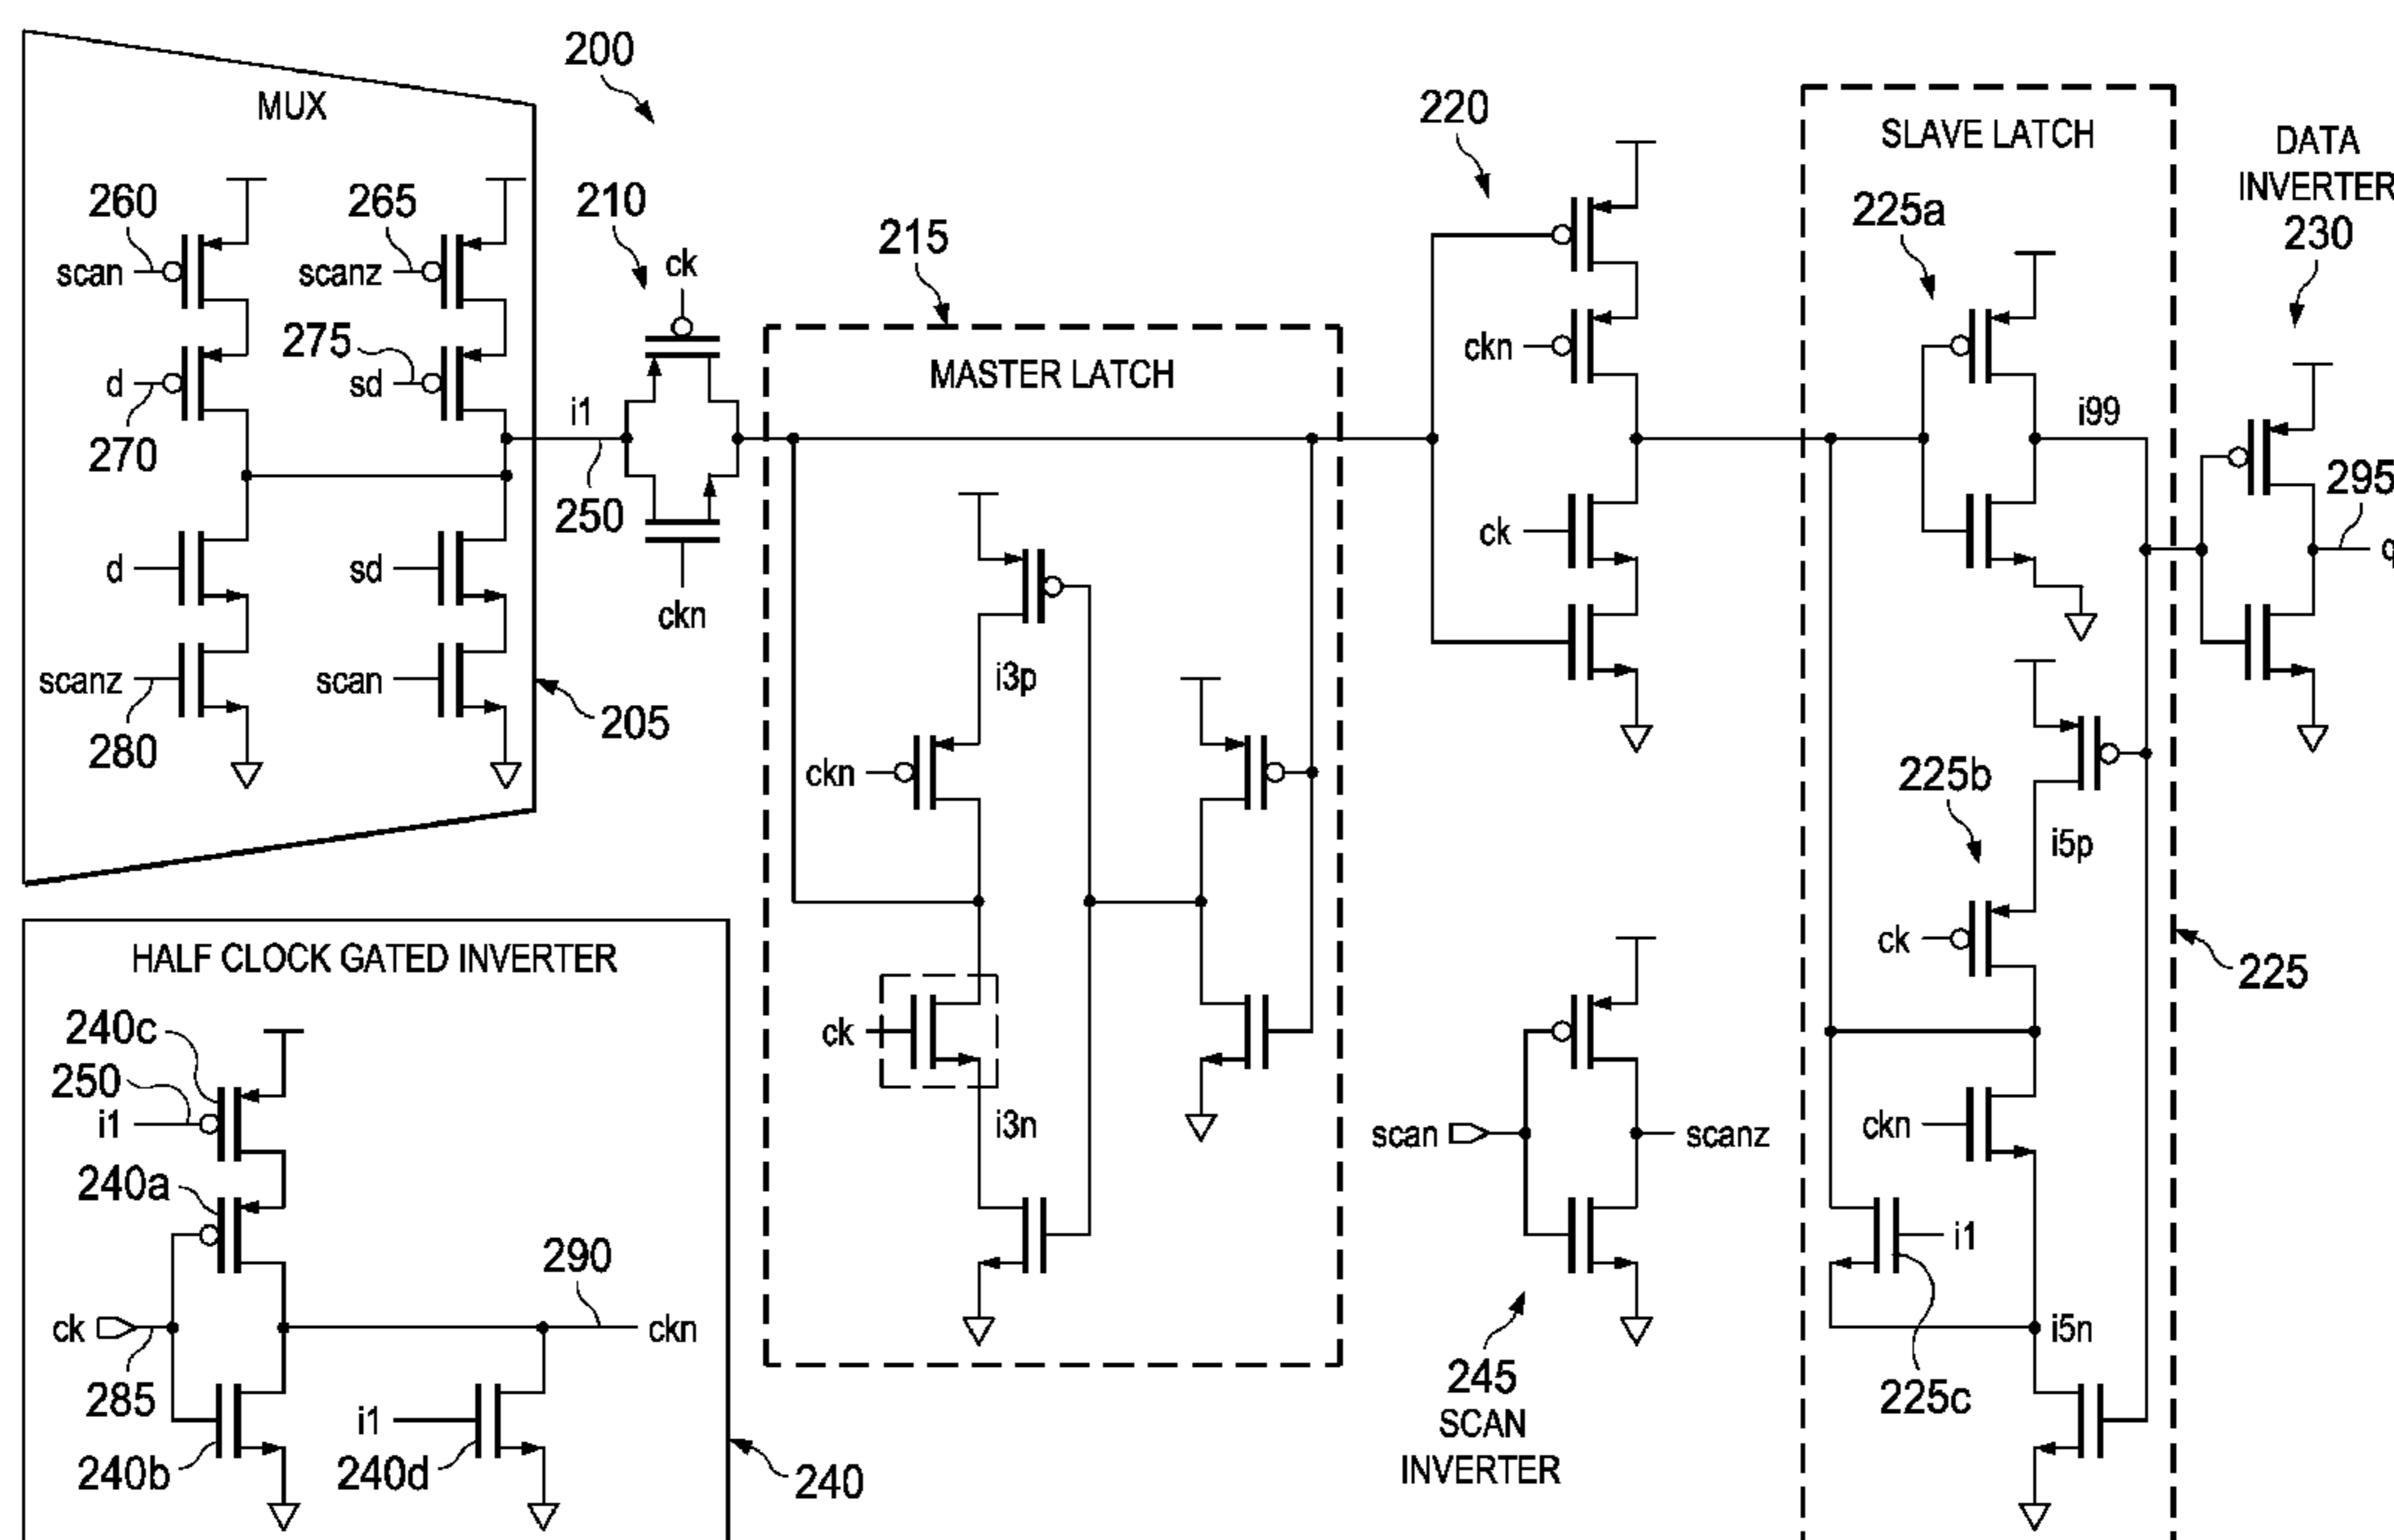 200
MUX
260
scan
265
scanz
d
270
275
sd
d
sd
scanz
280
scan
205
210
ck
i1
250
ckn
215
MASTER LATCH
i3p
ckn
ck
i3n
220
ckn
ck
SLAVE LATCH
225a
i99
225b
i5p
ck
225
ckn
i1
i5n
225c
DATA
INVERTER
230
295
scan
scanz
245
SCAN
INVERTER
HALF CLOCK GATED INVERTER
240c
250
i1
240a
290
ck
ckn
285
i1
240b
240d
240